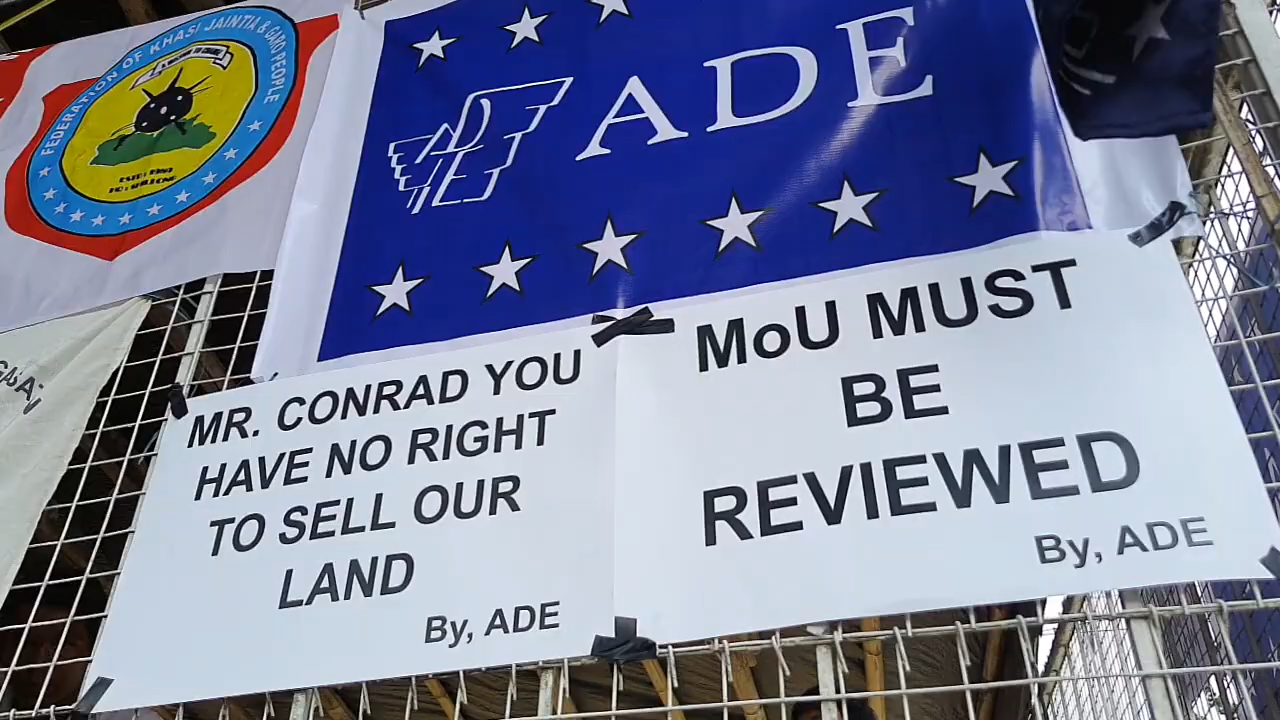 FEDERATION OF KHASI JAINTIA & GARO PEOPLE
ADE
ADE
MR. CONRAD YOU
HAVE NO RIGHT
TO SELL OUR
LAND
By, ADE
MoU MUST
BE
REVIEWED
By, ADE